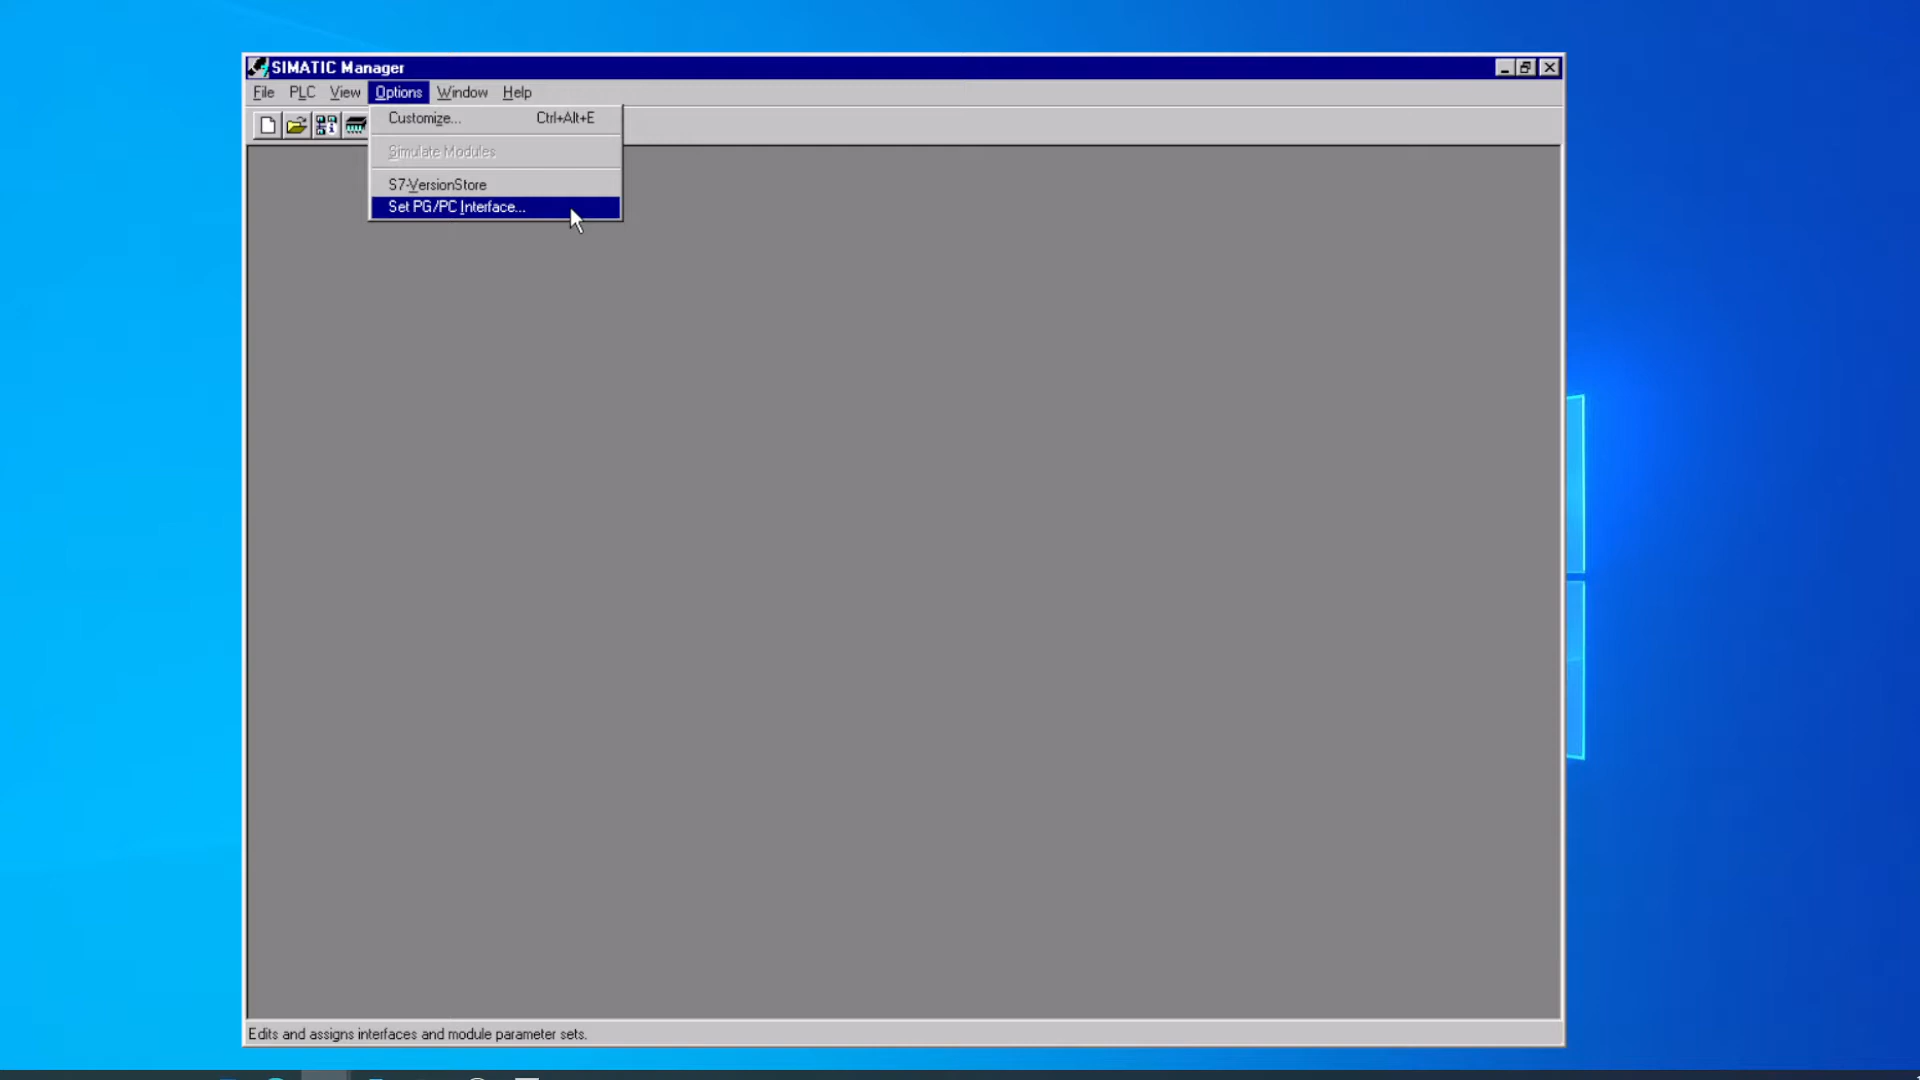 SIMATIC Manager
File PLC View Options Window Help
Customize... Ctrl+Alt+E
Simulate Modules
S7-VersionStore
Set PG/PC Interface...
Edits and assigns interfaces and module parameter sets.